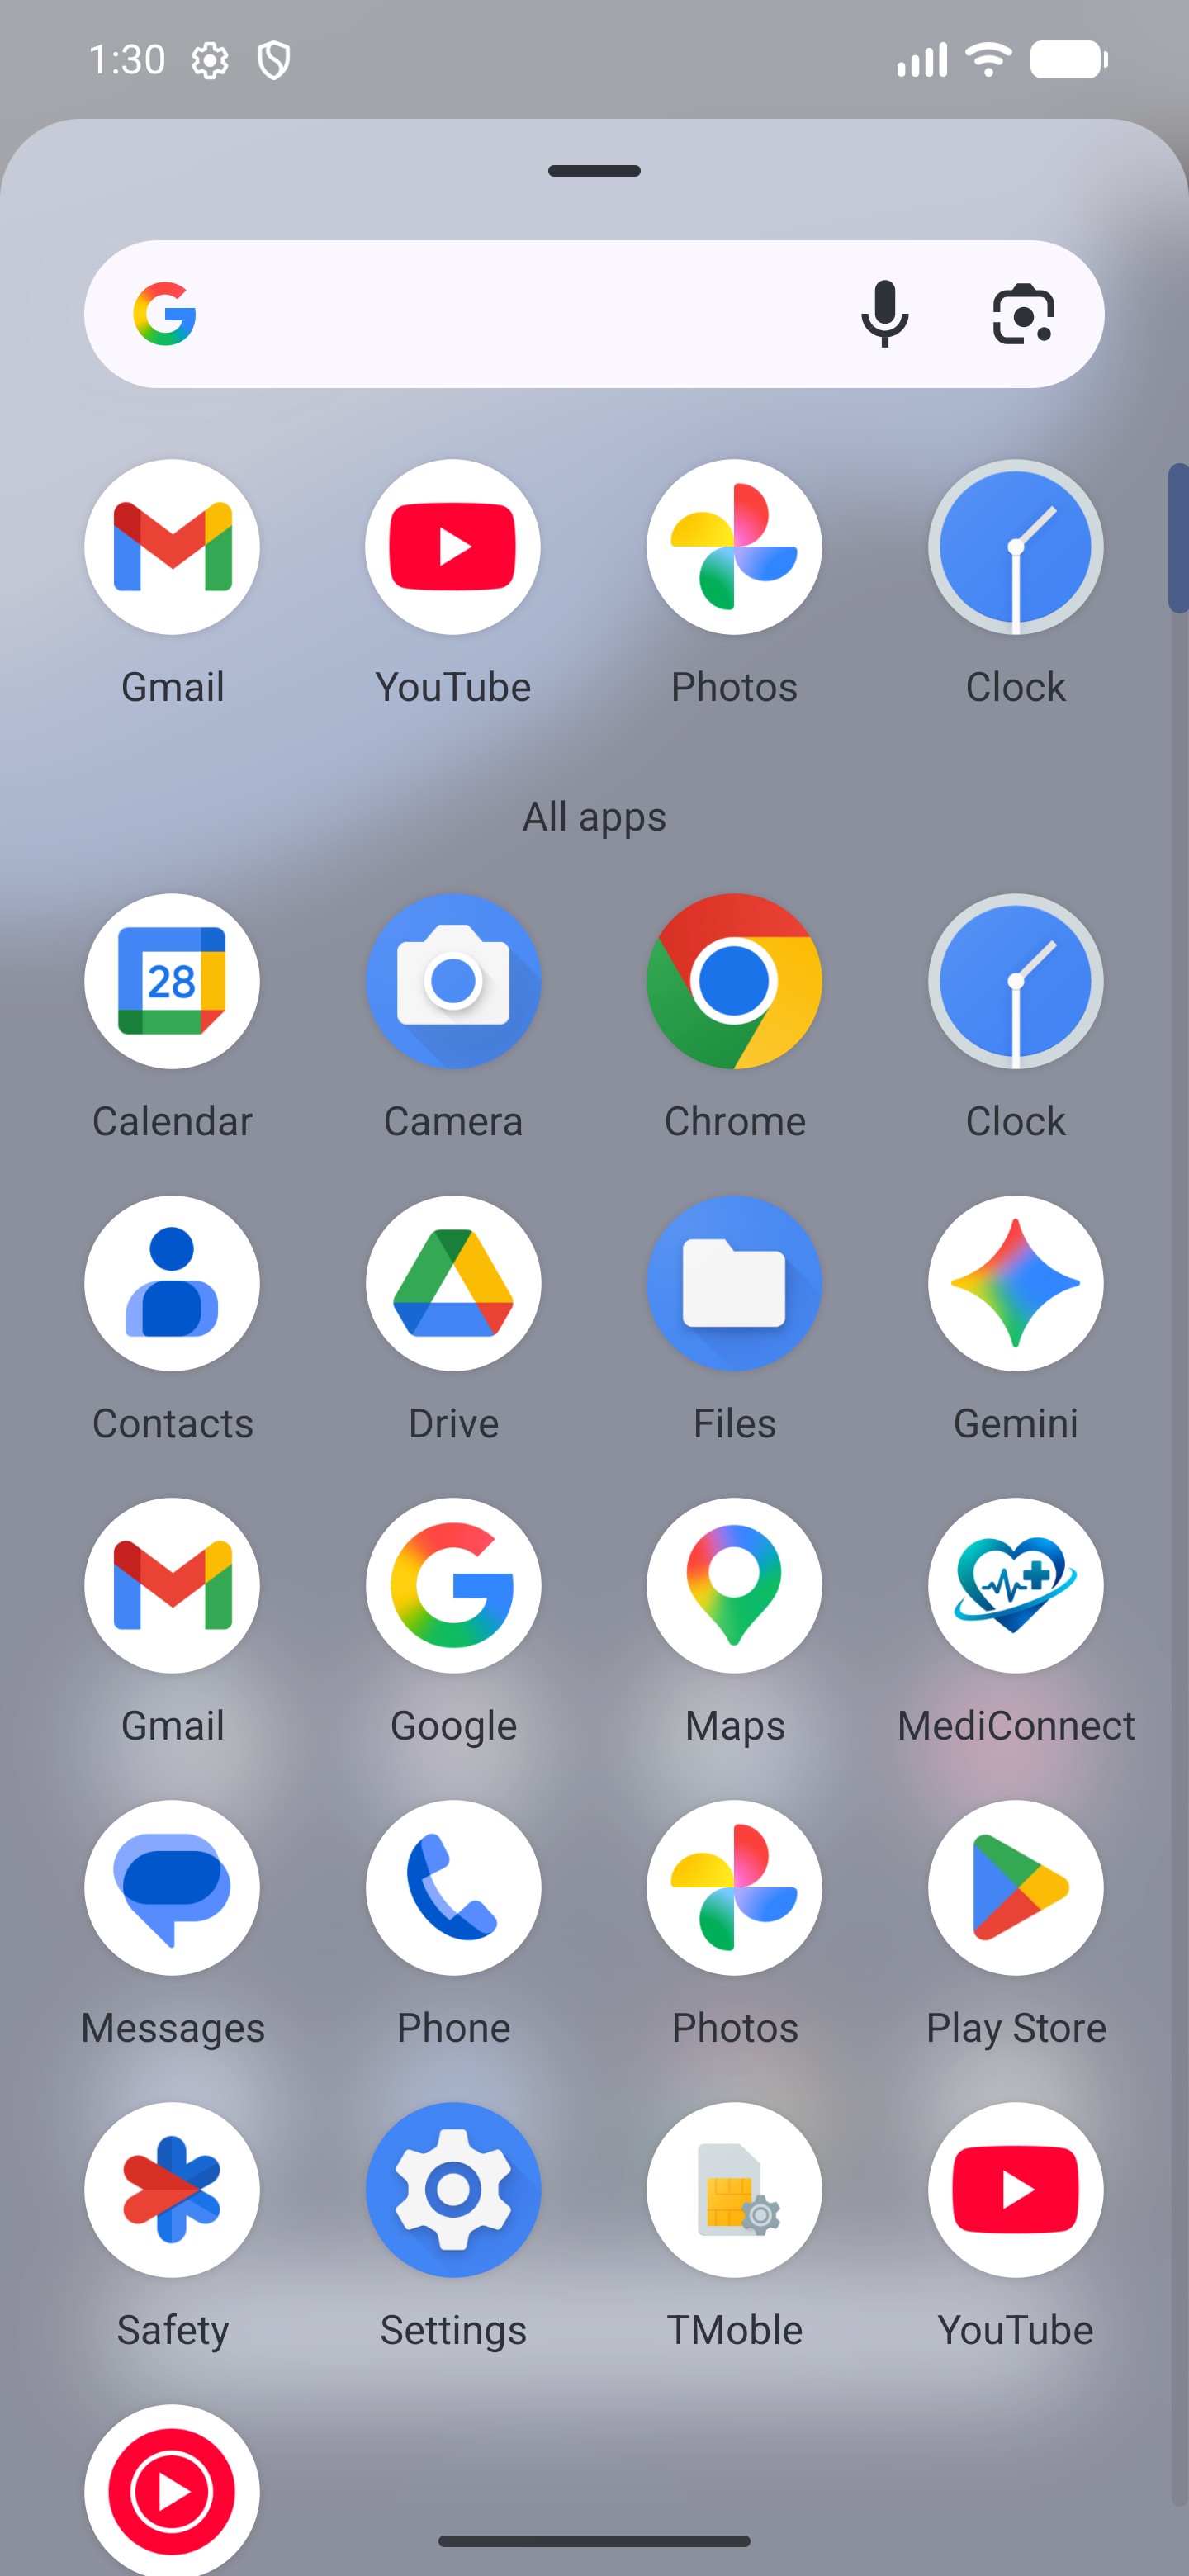 1:30
Gmail YouTube Photos Clock
All apps
28
Calendar Camera Chrome Clock
Contacts Drive Files Gemini
Gmail Google Maps MediConnect
Messages Phone Photos Play Store
Safety Settings TMoble YouTube